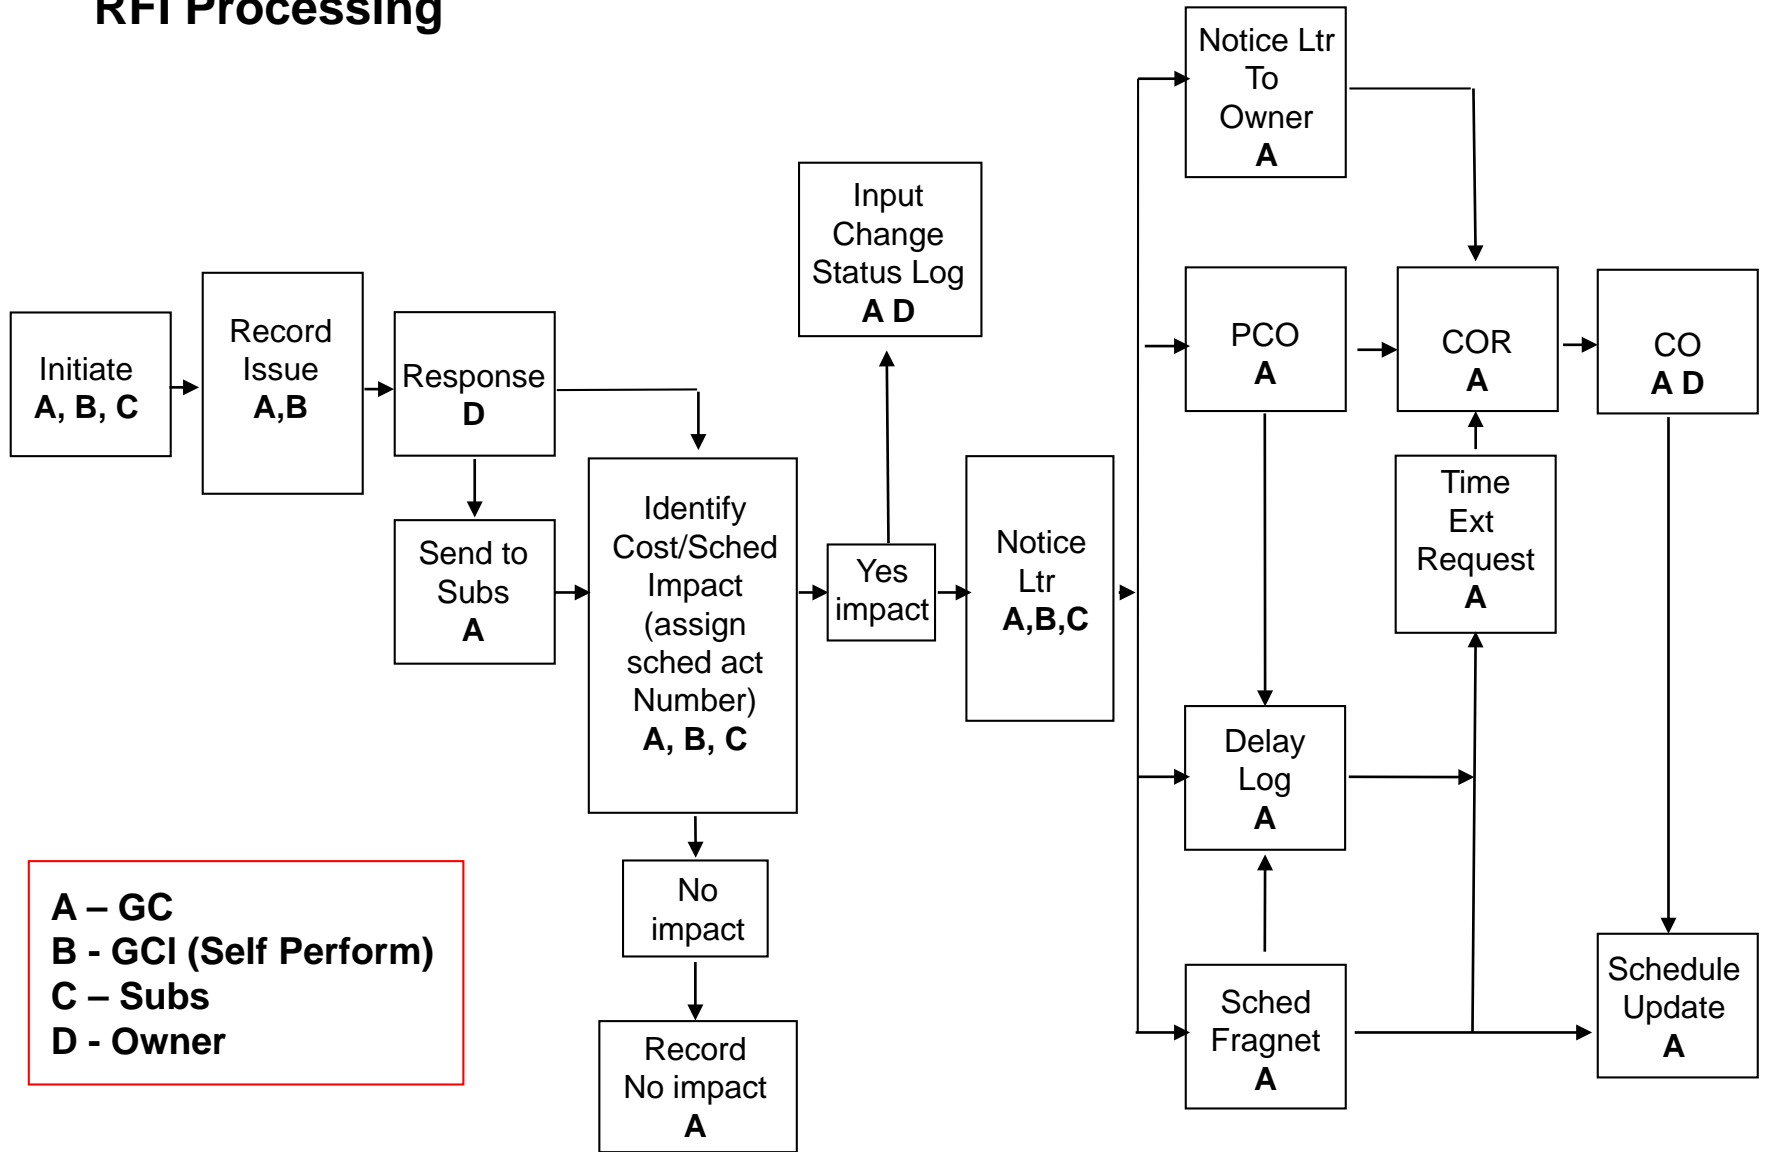 RFI Processing
Notice Ltr
To
Owner
A
Input
Change
Status Log
A D
Initiate
A, B, C
Record
Issue
A,B
Response
D
Send to
Subs
A
Identify
Cost/Sched
Impact
(assign
sched act
Number)
A, B, C
Yes
impact
Notice
Ltr
A,B,C
PCO
A
COR
A
CO
A D
Time
Ext
Request
A
Delay
Log
A
No
impact
Record
No impact
A
Sched
Fragnet
A
Schedule
Update
A
A – GC
B - GCI (Self Perform)
C – Subs
D - Owner